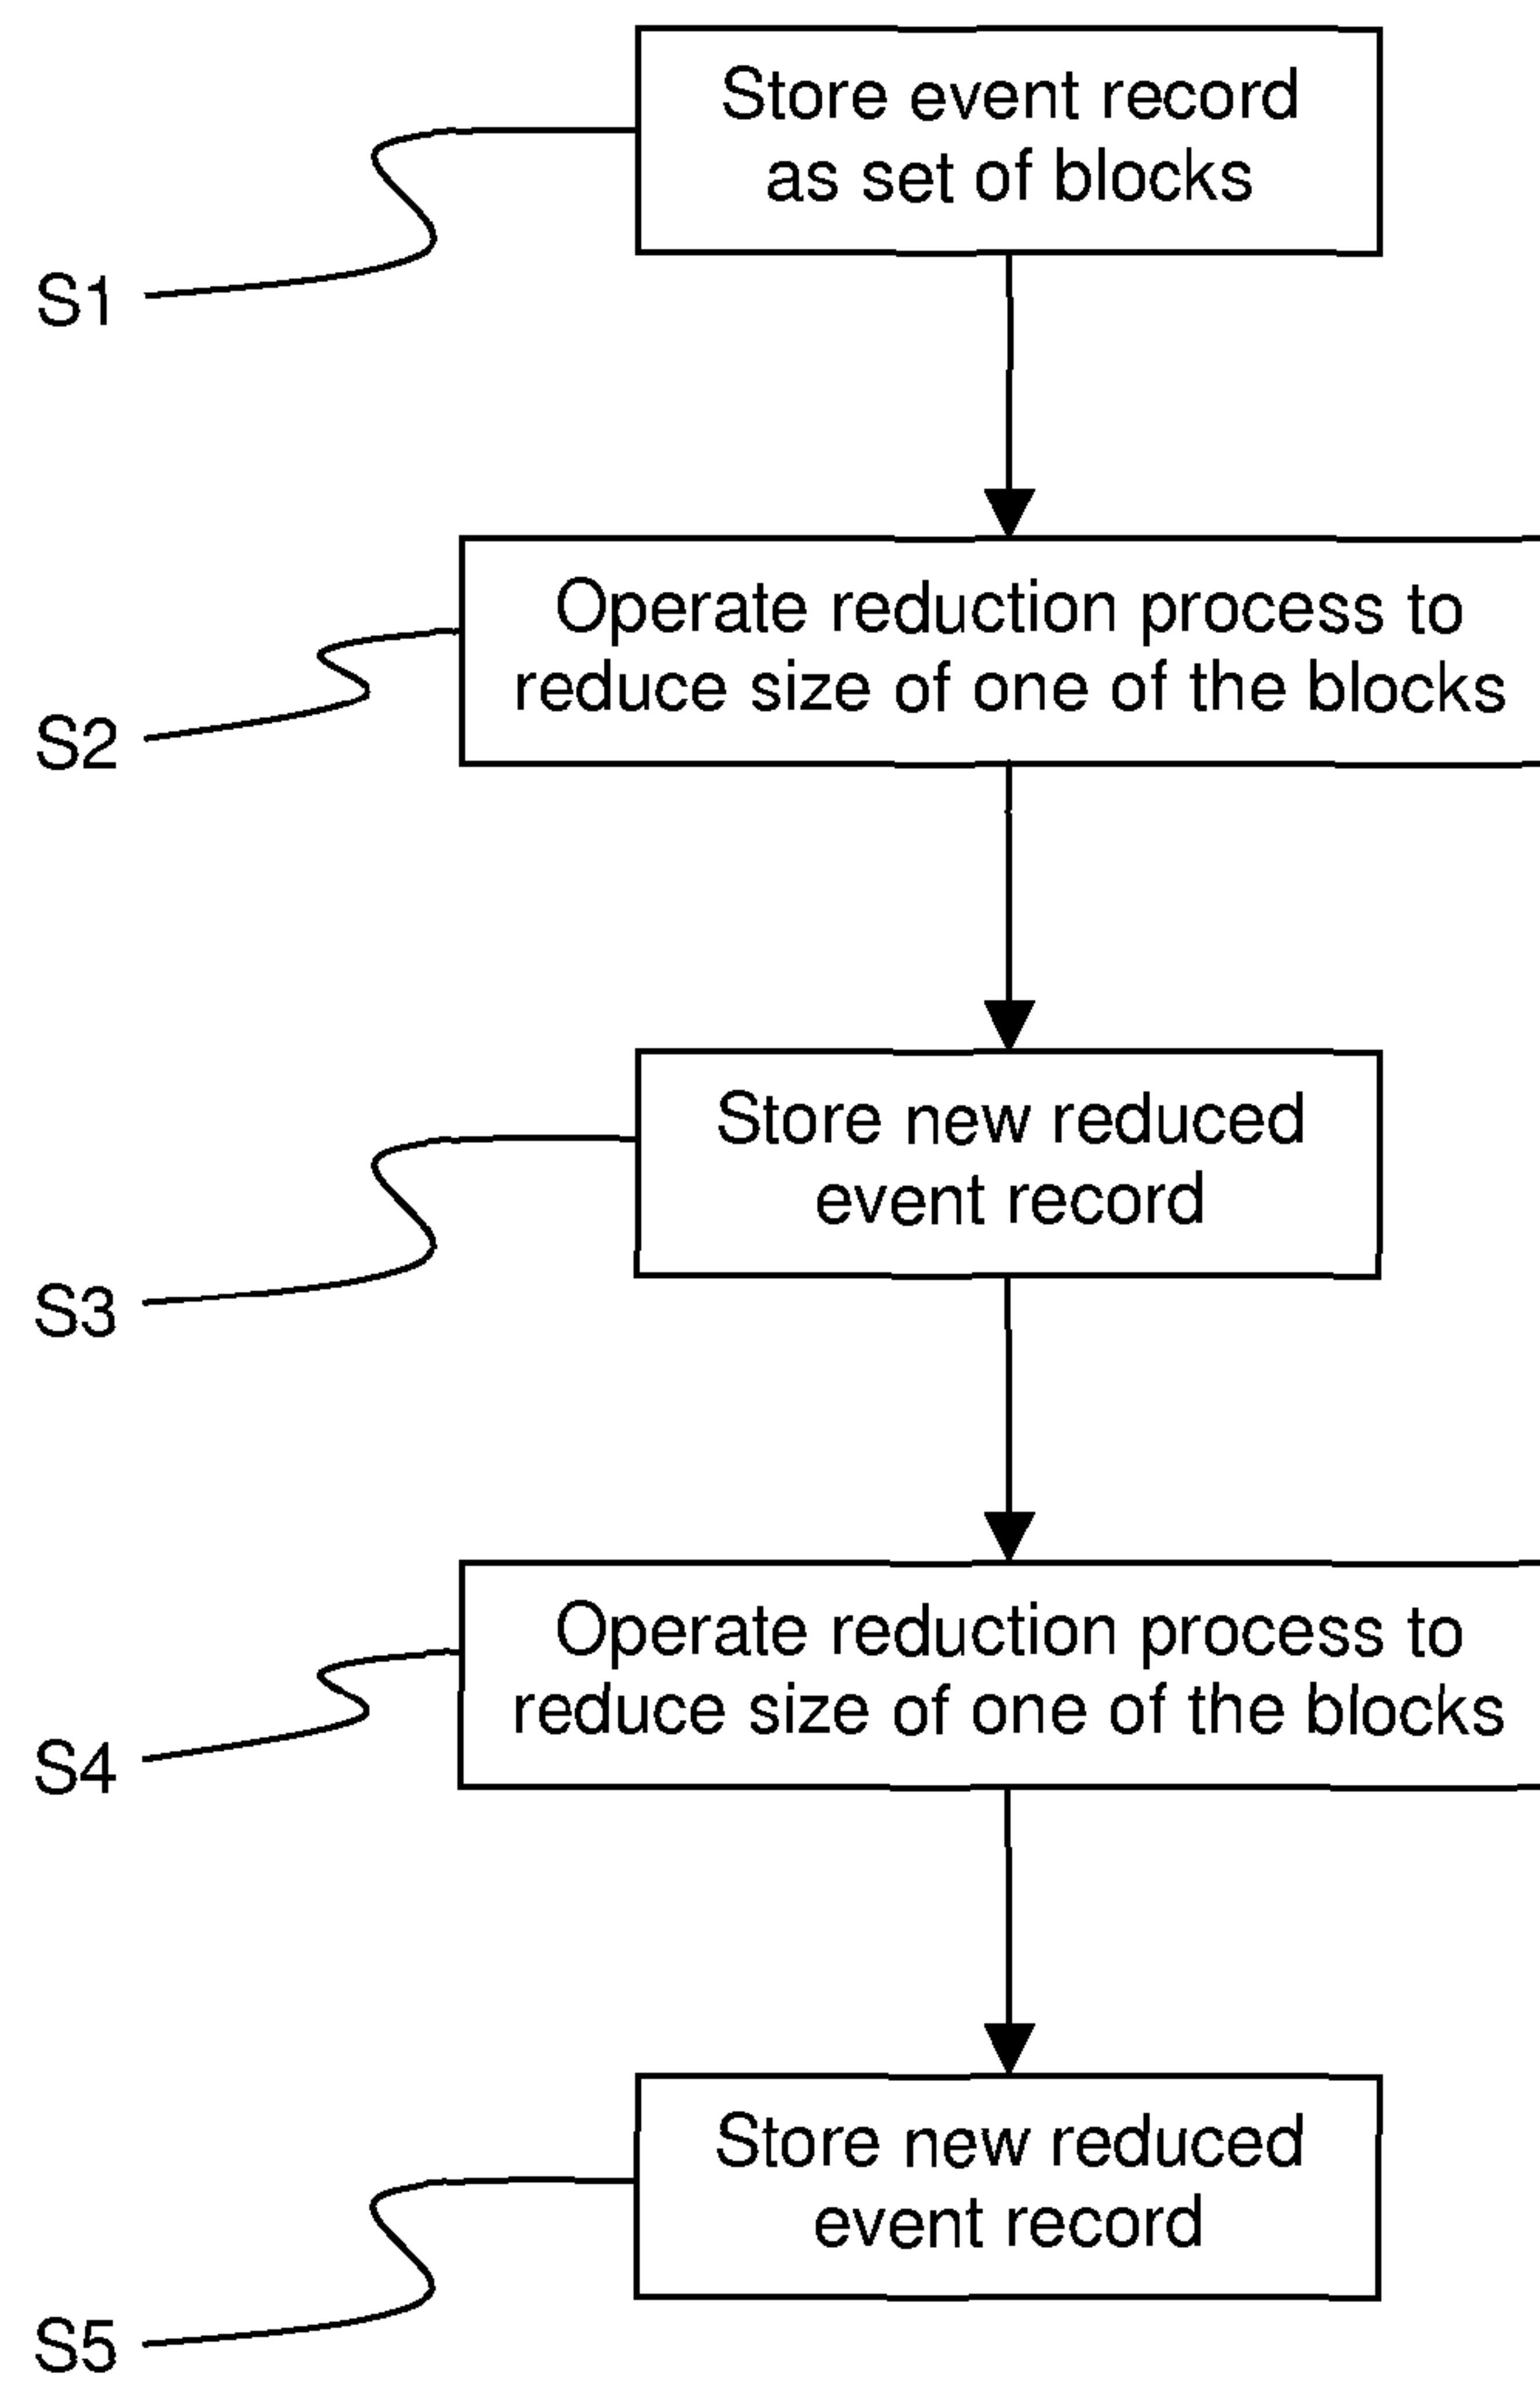 Store event record
as set of blocks
S1
Operate reduction process to
reduce size of one of the blocks
S2
Store new reduced
event record
S3
Operate reduction process to
reduce size of one of the blocks
S4
Store new reduced
event record
S5